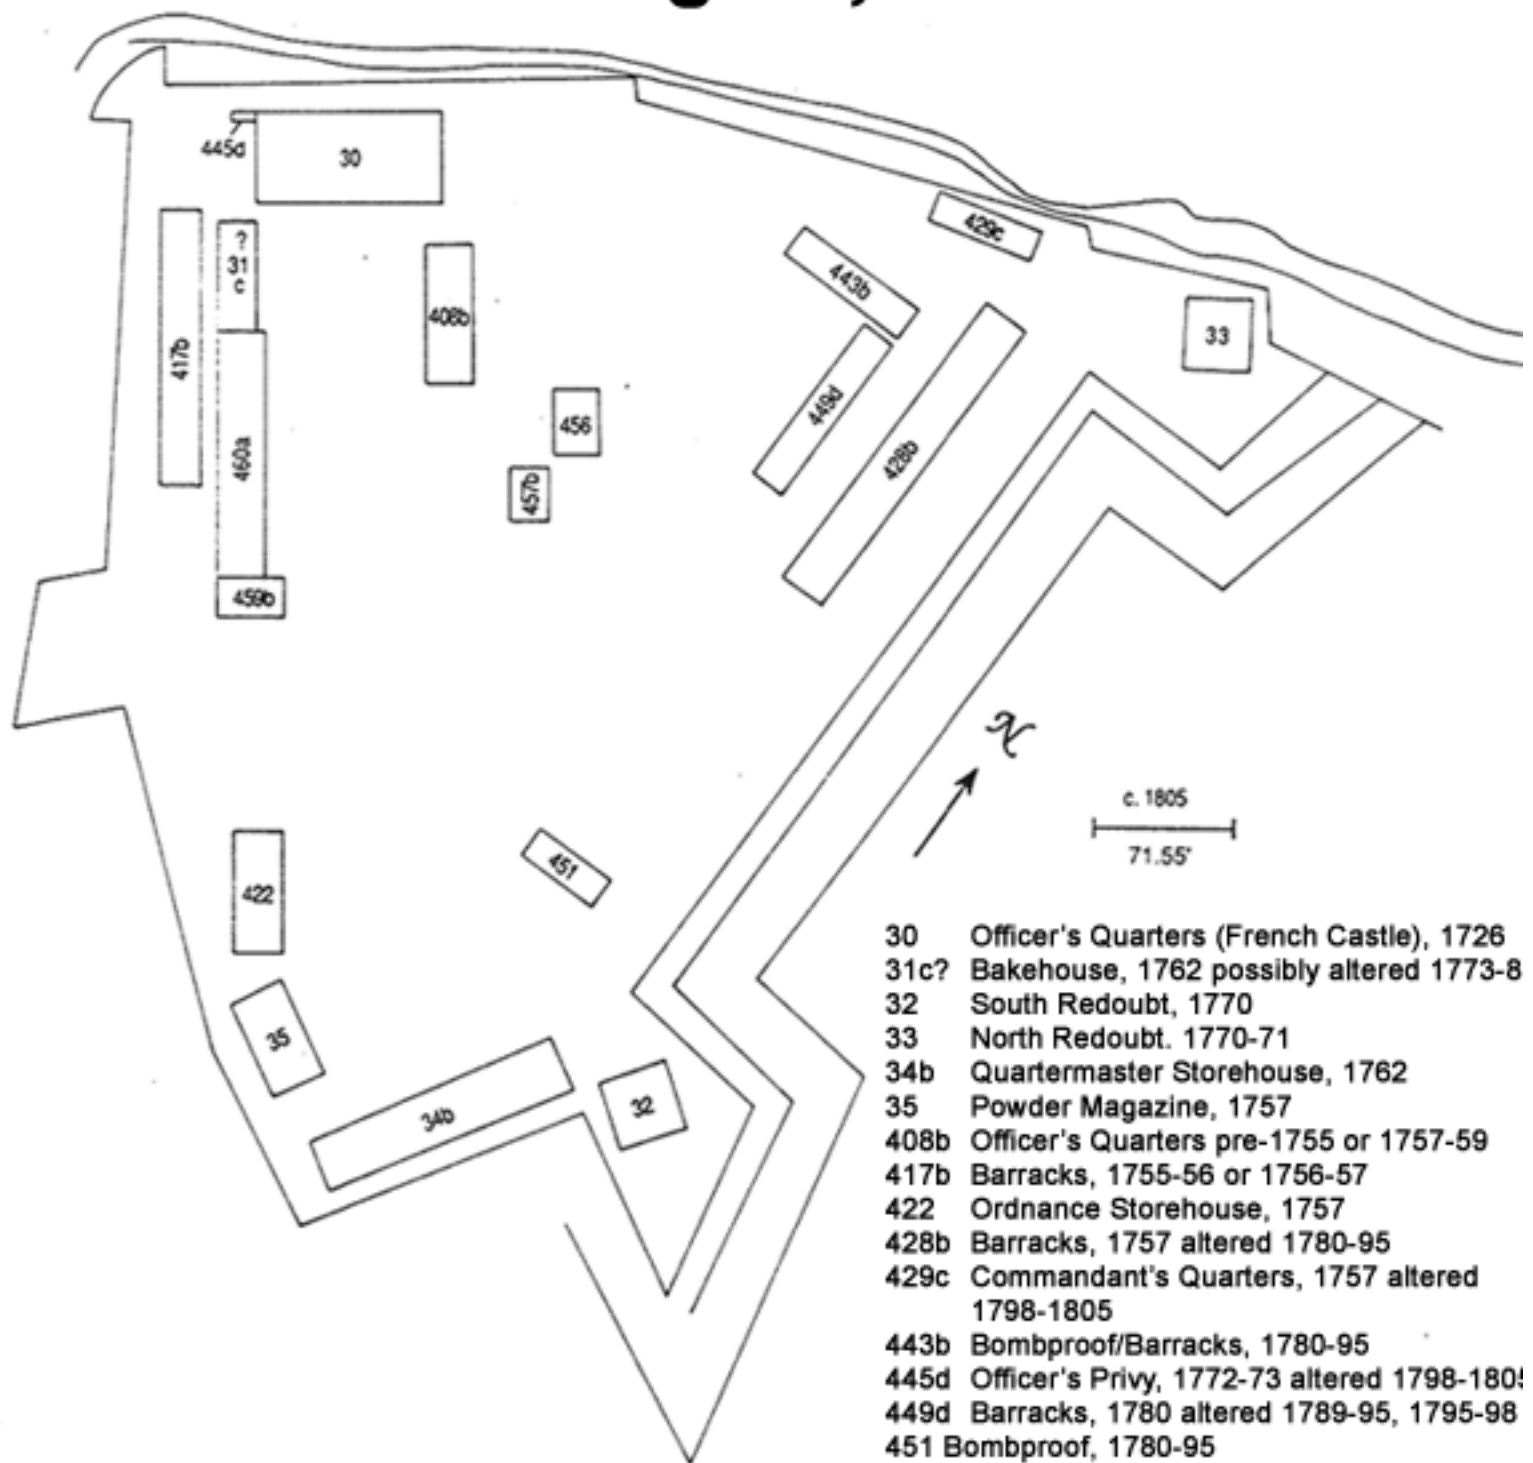 445d
30
?
31
c
417b
408b
460a
459b
456
457b
443b
429c
449d
428b
33
N
c. 1805
71.55'
422
451
35
34b
32
30 Officer's Quarters (French Castle), 1726
31c? Bakehouse, 1762 possibly altered 1773-8
32 South Redoubt, 1770
33 North Redoubt. 1770-71
34b Quartermaster Storehouse, 1762
35 Powder Magazine, 1757
408b Officer's Quarters pre-1755 or 1757-59
417b Barracks, 1755-56 or 1756-57
422 Ordnance Storehouse, 1757
428b Barracks, 1757 altered 1780-95
429c Commandant's Quarters, 1757 altered
1798-1805
443b Bombproof/Barracks, 1780-95
445d Officer's Privy, 1772-73 altered 1798-1805
449d Barracks, 1780 altered 1789-95, 1795-98
451 Bombproof, 1780-95